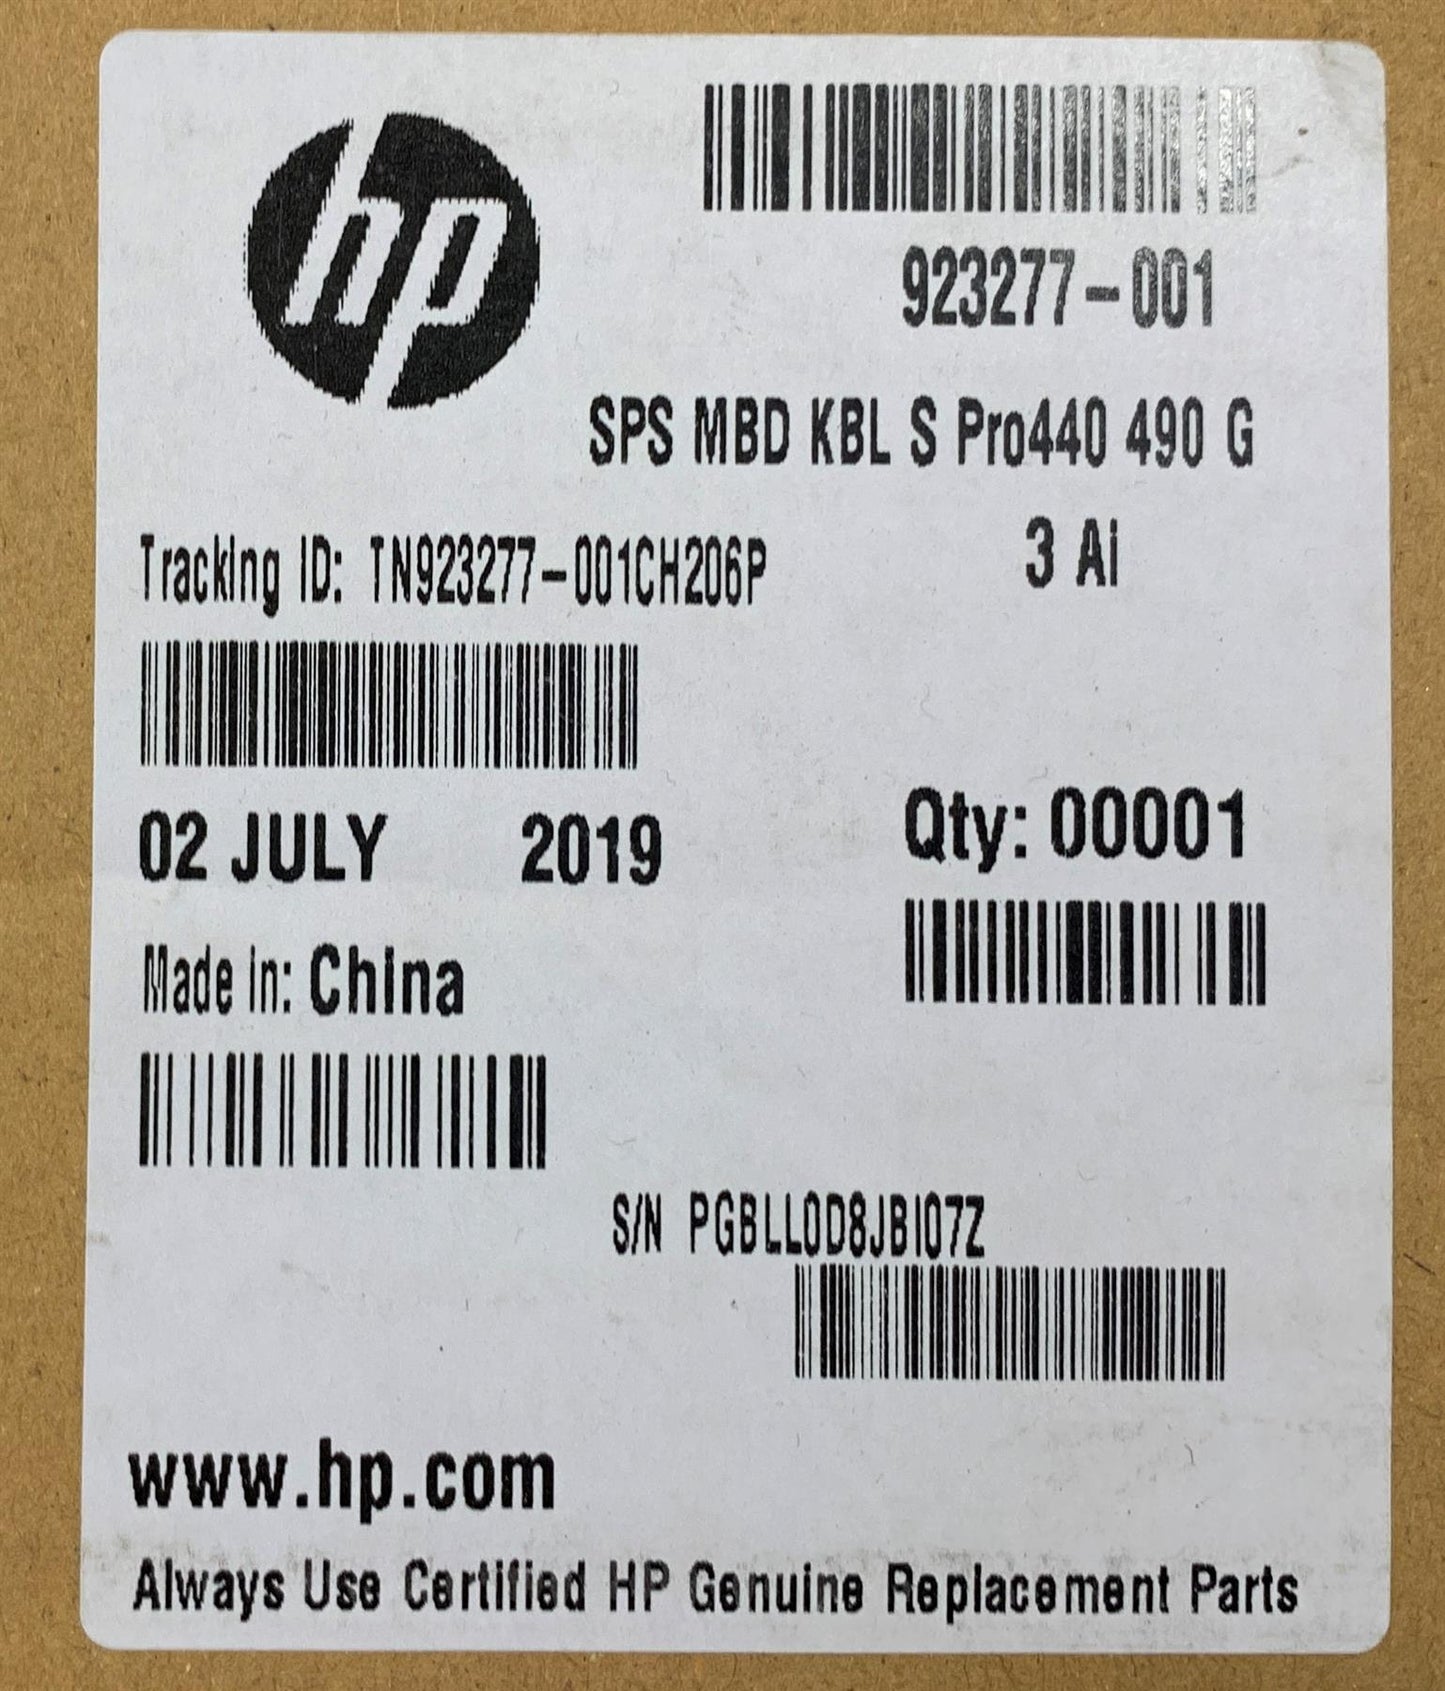 hp
923277-001
SPS MBD KBL S Pro440 490 G
3 Ai
Tracking ID: TN923277-001CH206P
02 JULY 2019
Qty: 00001
Made in: China
S/N PGBLL0D8JBI07Z
www.hp.com
Always Use Certified HP Genuine Replacement Parts